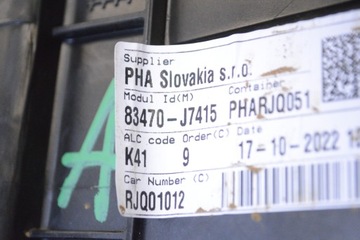 Supplier
PHA Slovakia s.r.o.
Modul Id(M) Container
83470-J7415 PHARJQ051
ALC code Order(C) Date
K41 9 17-10-2022
Car Number (C)
RJQ01012
A